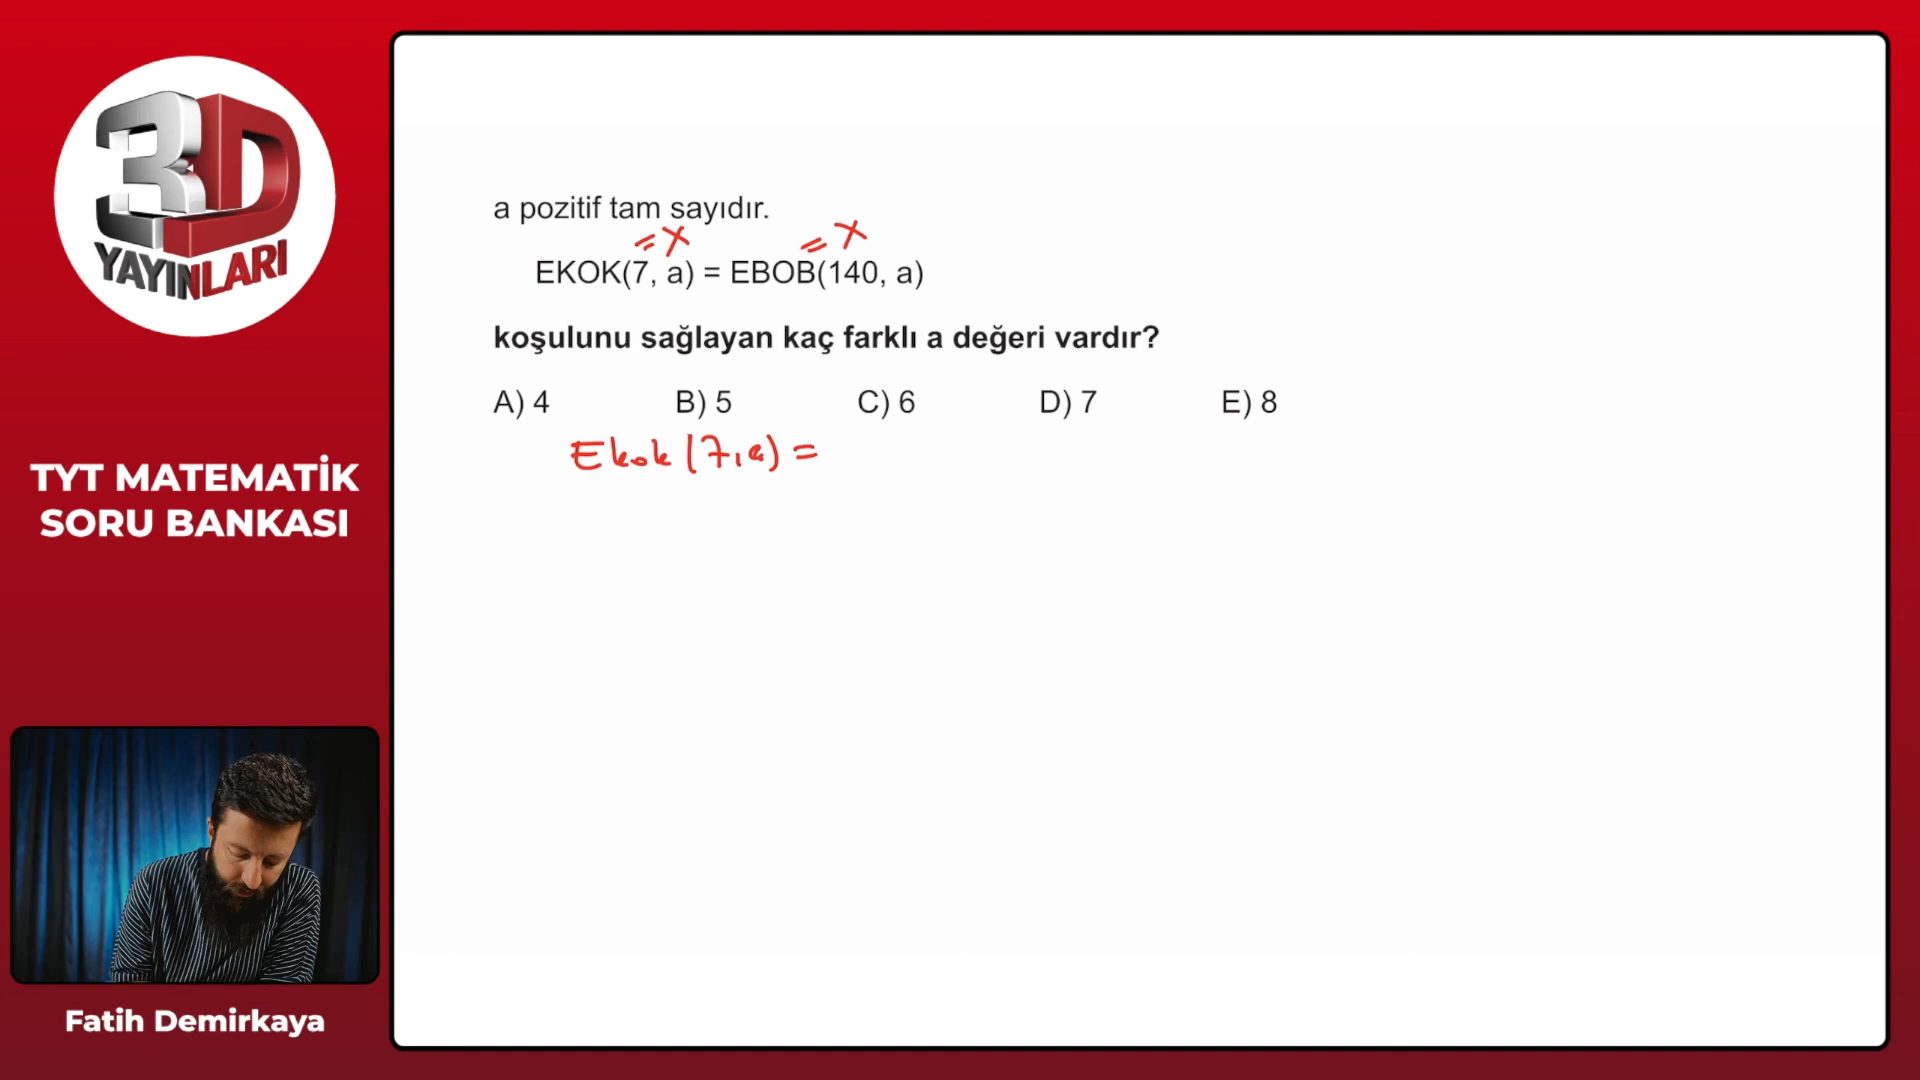 3D
YAYINLARI
TYT MATEMATİK
SORU BANKASI
Fatih Demirkaya
a pozitif tam sayıdır.
= x = x
EKOK(7, a) = EBOB(140, a)
koşulunu sağlayan kaç farklı a değeri vardır?
A) 4 B) 5 C) 6 D) 7 E) 8
Ekok (7,a) =